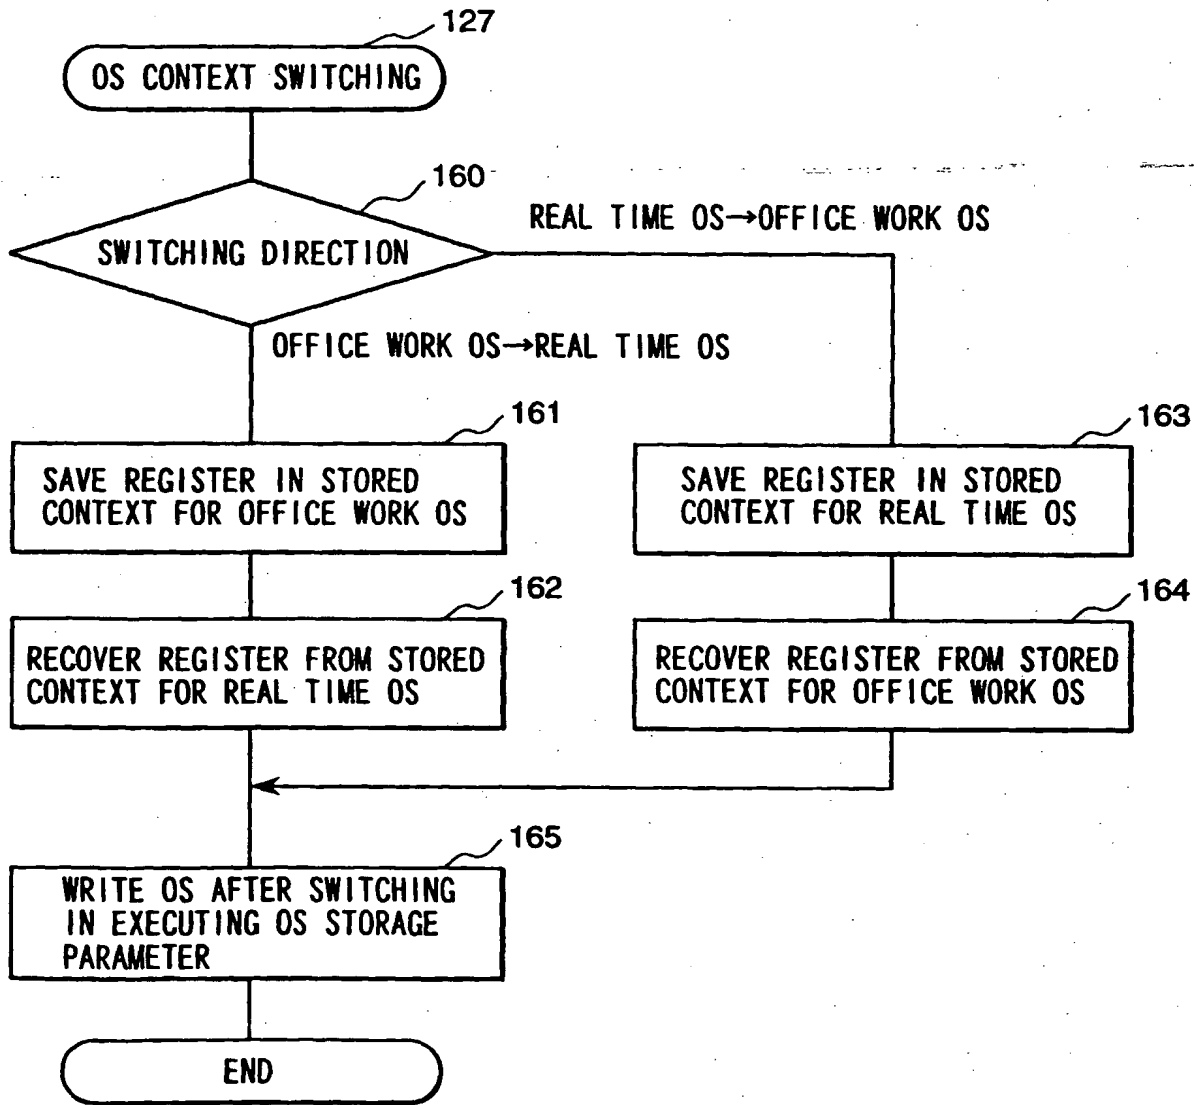 127
OS CONTEXT SWITCHING
160
REAL TIME OS→OFFICE WORK OS
SWITCHING DIRECTION
OFFICE WORK OS→REAL TIME OS
161
SAVE REGISTER IN STORED
CONTEXT FOR OFFICE WORK OS
163
SAVE REGISTER IN STORED
CONTEXT FOR REAL TIME OS
162
RECOVER REGISTER FROM STORED
CONTEXT FOR REAL TIME OS
164
RECOVER REGISTER FROM STORED
CONTEXT FOR OFFICE WORK OS
165
WRITE OS AFTER SWITCHING
IN EXECUTING OS STORAGE
PARAMETER
END